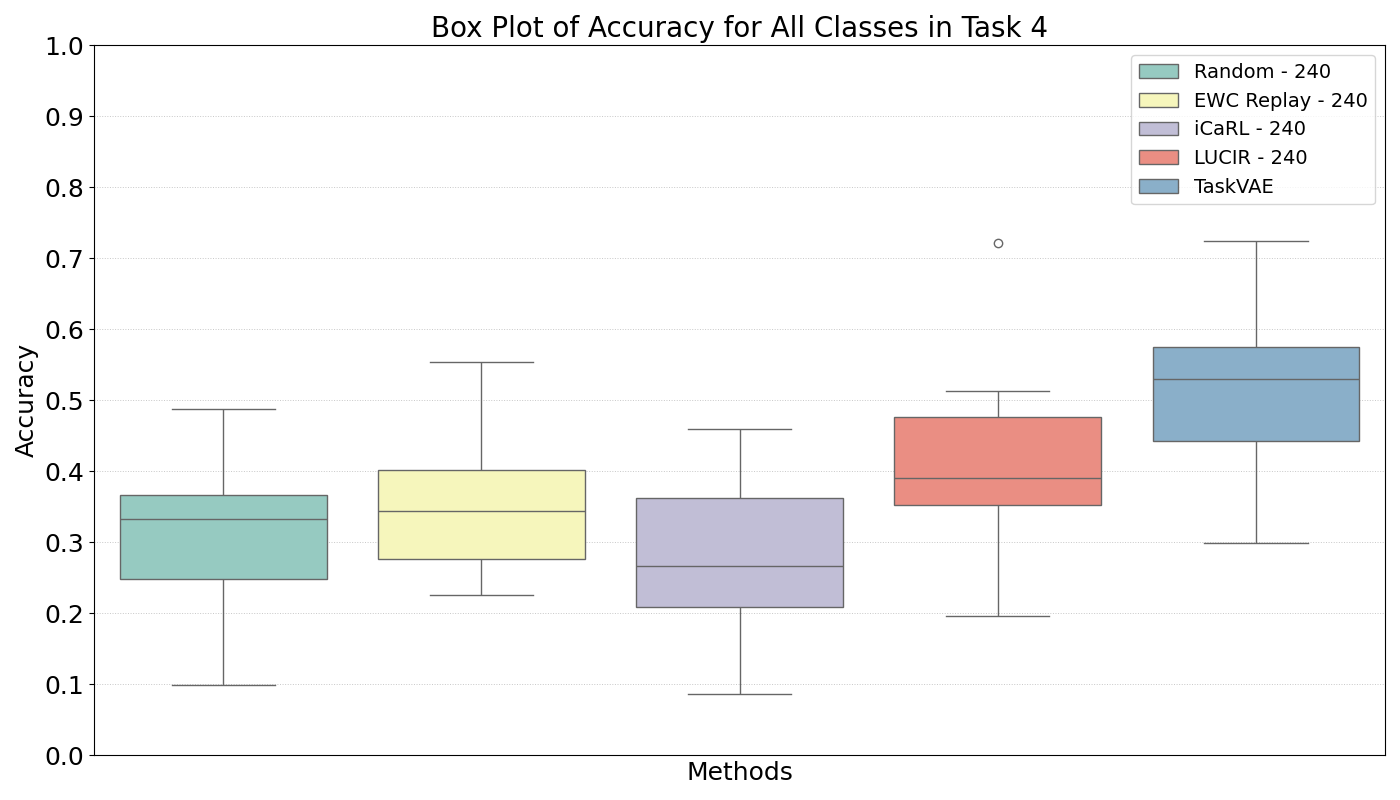 Box Plot of Accuracy for All Classes in Task 4
1.0
0.9
0.8
0.7
0.6
0.5
0.4
0.3
0.2
0.1
0.0
Accuracy
Methods
Random - 240
EWC Replay - 240
iCaRL - 240
LUCIR - 240
TaskVAE